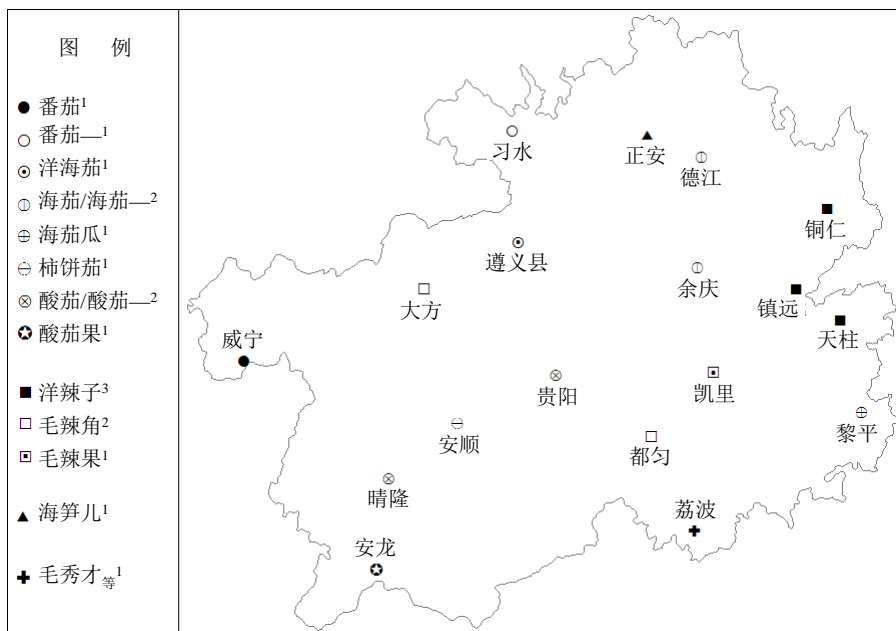 图 例
番茄¹
番茄—¹
洋海茄¹
海茄/海茄—²
海茄瓜¹
柿饼茄¹
酸茄/酸茄—²
酸茄果¹
洋辣子³
毛辣角²
毛辣果¹
海笋儿¹
毛秀才等¹
习水
正安
德江
铜仁
遵义县
余庆
大方
镇远
天柱
威宁
贵阳
凯里
黎平
安顺
都匀
晴隆
荔波
安龙